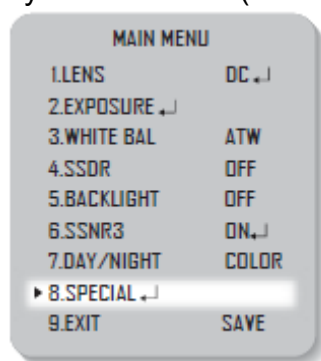 MAIN MENU
1.LENS DC ↵
2.EXPOSURE ↵
3.WHITE BAL ATW
4.SSDR OFF
5.BACKLIGHT OFF
6.SSNR3 ON↵
7.DAY/NIGHT COLOR
▸ 8.SPECIAL ↵
9.EXIT SAVE